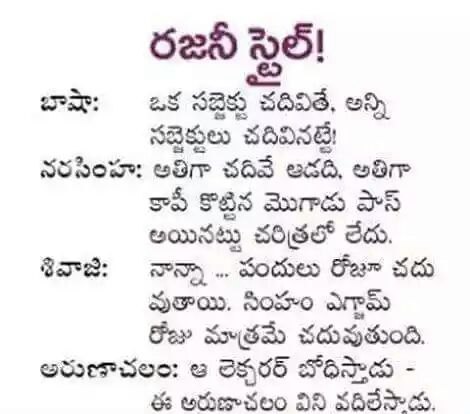 రజనీ స్టైల్!
బాషా: ఒక సబ్జెక్టు చదివితే, అన్ని
సబ్జెక్టులు చదివినట్టే!
నరసింహ: అతిగా చదివే ఆడది, అతిగా
కాపీ కొట్టిన మొగాడు పాస్
అయినట్టు చరిత్రలో లేదు.
శివాజి: నాన్నా ... పందులు రోజూ చదు
వుతాయి. సింహం ఎగ్జామ్
రోజు మాత్రమే చదువుతుంది.
అరుణాచలం: ఆ లెక్చరర్ బోధిస్తాడు -
ఈ అరుణాచలం విని వదిలేస్తాడు.